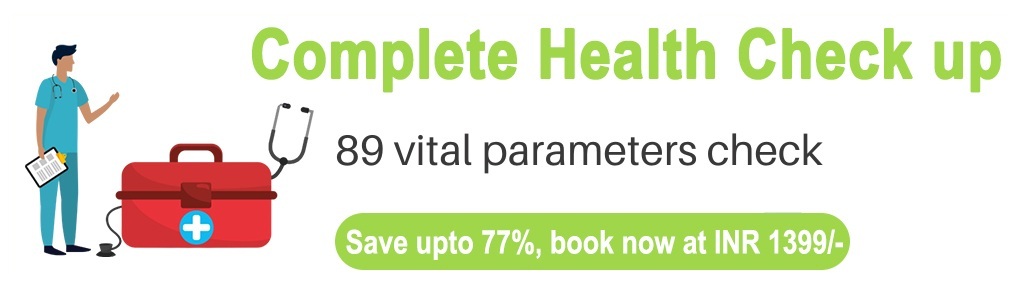 Complete Health Check up
89 vital parameters check
Save upto 77%, book now at INR 1399/-